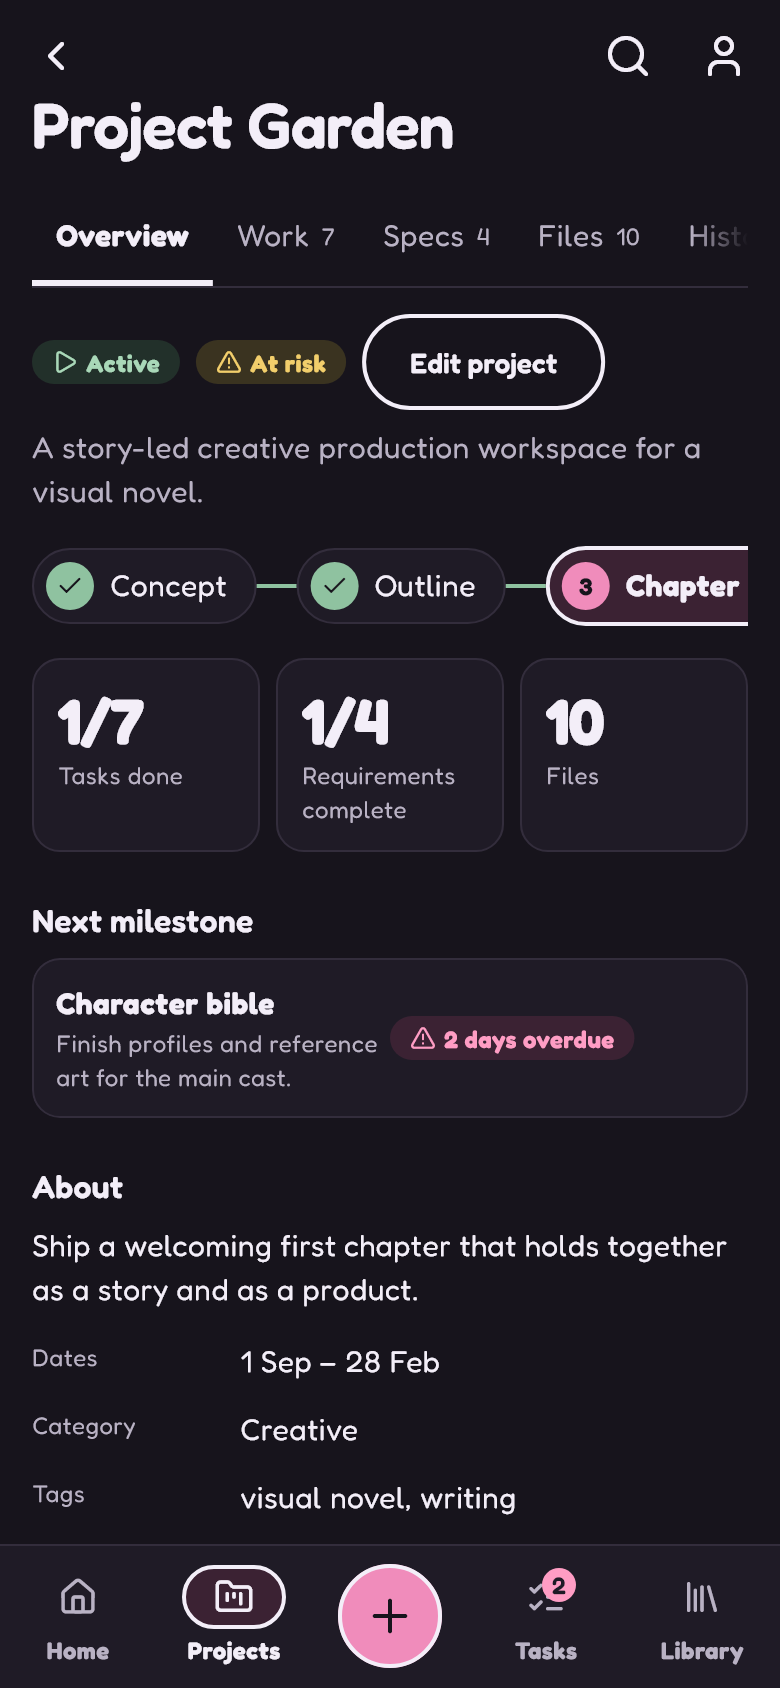 Project Garden
Overview
Work 7
Specs 4
Files 10
Active
At risk
Edit project
A story-led creative production workspace for a
visual novel.
Concept
Outline
3 Chapter
1/7
Tasks done
1/4
Requirements
complete
10
Files
Next milestone
Character bible
Finish profiles and reference
art for the main cast.
2 days overdue
About
Ship a welcoming first chapter that holds together
as a story and as a product.
Dates
1 Sep – 28 Feb
Category
Creative
Tags
visual novel, writing
Home
Projects
2
Tasks
Library